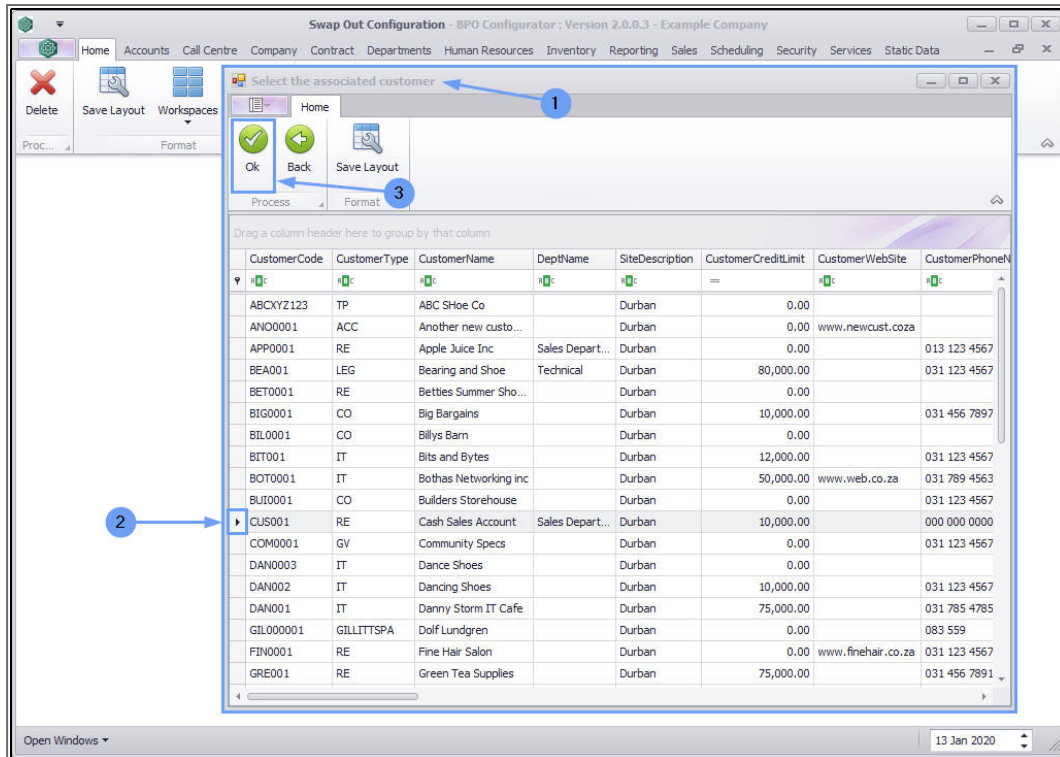 Swap Out Configuration - BPO Configurator : Version 2.0.0.3 - Example Company
Home Accounts Call Centre Company Contract Departments Human Resources Inventory Reporting Sales Scheduling Security Services Static Data
Delete Save Layout Workspaces
Proc... Format
Select the associated customer
1
Home
Ok Back Save Layout
3
Process Format
Drag a column header here to group by that column
CustomerCode CustomerType CustomerName DeptName SiteDescription CustomerCreditLimit CustomerWebSite CustomerPhoneN
ABCXYZ123 TP ABC SHoe Co Durban 0.00
ANO0001 ACC Another new custo... Durban 0.00 www.newcust.coza
APP0001 RE Apple Juice Inc Sales Depart... Durban 0.00 013 123 4567
BEA001 LEG Bearing and Shoe Technical Durban 80,000.00 031 123 4567
BET0001 RE Betties Summer Sho... Durban 0.00
BIG0001 CO Big Bargains Durban 10,000.00 031 456 7897
BIL0001 CO Billys Barn Durban 0.00
BIT001 IT Bits and Bytes Durban 12,000.00 031 123 4567
BOT0001 IT Bothas Networking inc Durban 50,000.00 www.web.co.za 031 789 4563
BUI0001 CO Builders Storehouse Durban 0.00 031 123 4567
2 CUS001 RE Cash Sales Account Sales Depart... Durban 10,000.00 000 000 0000
COM0001 GV Community Specs Durban 0.00 031 123 4567
DAN0003 IT Dance Shoes Durban 0.00
DAN002 IT Dancing Shoes Durban 10,000.00 031 123 4567
DAN001 IT Danny Storm IT Cafe Durban 75,000.00 031 785 4785
GIL000001 GILLITTSPA Dolf Lundgren Durban 0.00 083 559
FIN0001 RE Fine Hair Salon Durban 0.00 www.finehair.co.za 031 123 4567
GRE001 RE Green Tea Supplies Durban 75,000.00 031 456 7891
Open Windows 13 Jan 2020